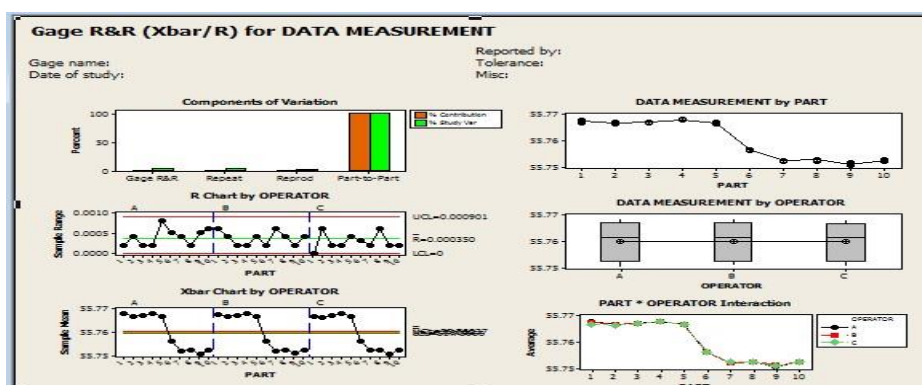 Gage R&R (Xbar/R) for DATA MEASUREMENT
Gage name:
Date of study:
Reported by:
Tolerance:
Misc:
Components of Variation
Percent
100
50
0
Gage R&R Repeat Reprod Part-to-Part
% Contribution
% Study Var
DATA MEASUREMENT by PART
55.77
55.75
1 2 3 4 5 6 7 8 9 10
PART
R Chart by OPERATOR
A B C
Sample Range
0.0010
0.0005
0.0000
UCL=0.000901
R=0.000350
LCL=0
PART
DATA MEASUREMENT by OPERATOR
55.77
55.76
55.75
A B C
OPERATOR
Xbar Chart by OPERATOR
A B C
Sample Mean
55.77
55.76
55.75
PART
PART * OPERATOR Interaction
Average
55.77
55.76
55.75
1 2 3 4 5 6 7 8 9 10
PART
OPERATOR
A
B
C